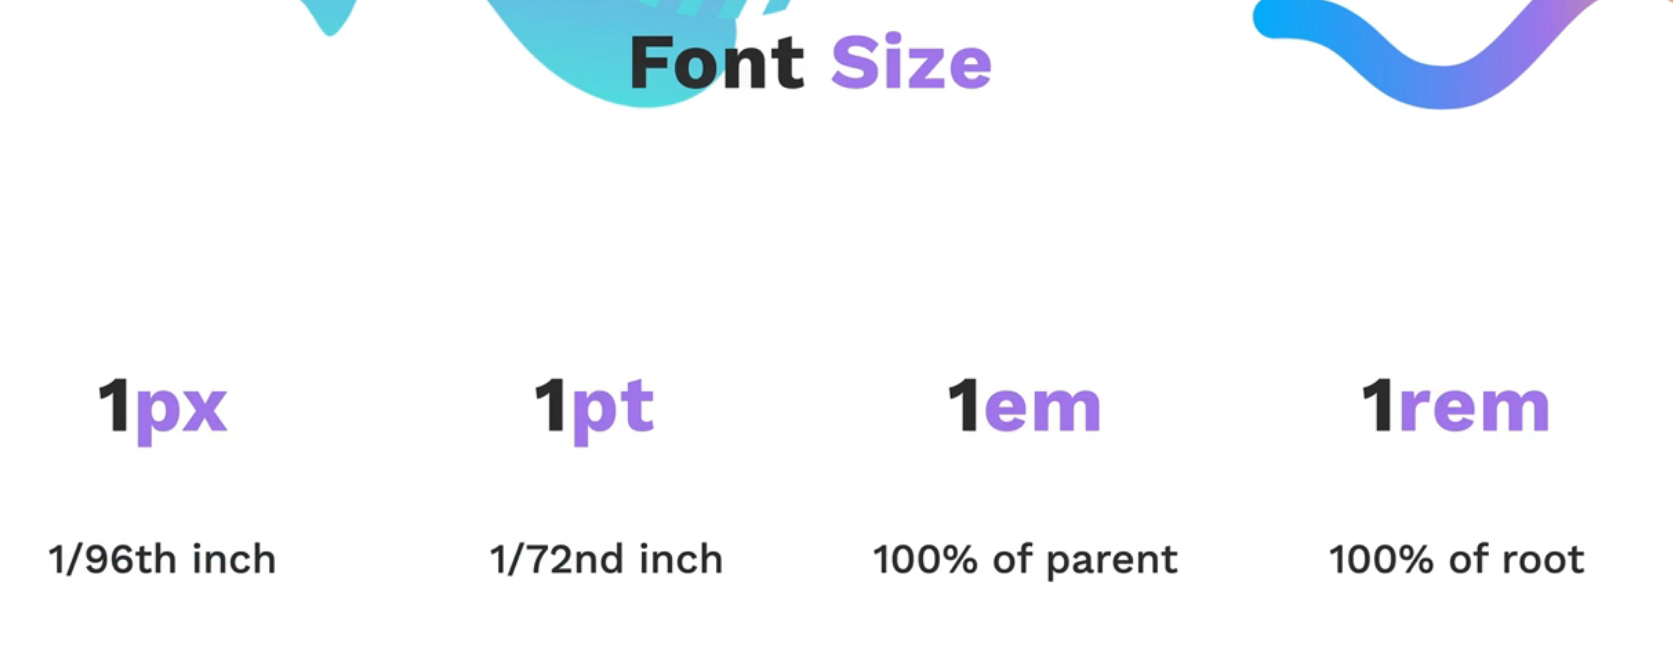 Font Size
1px 1pt 1em 1rem
1/96th inch 1/72nd inch 100% of parent 100% of root